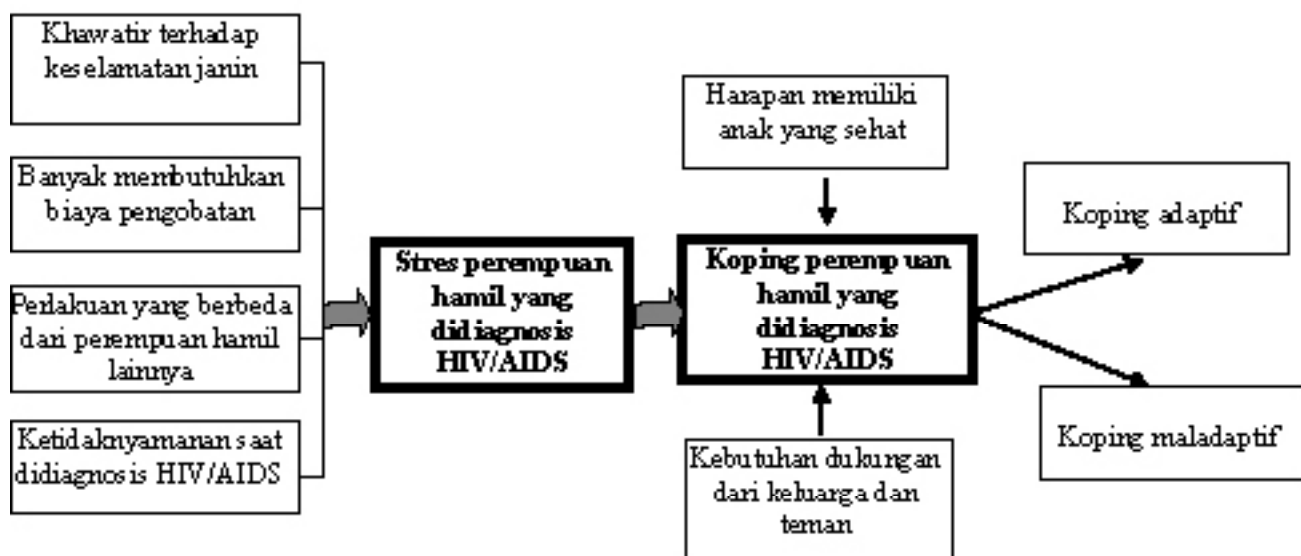 Khawatir terhadap
keselamatan janin
Banyak membutuhkan
biaya pengobatan
Perlakuan yang berbeda
dari perempuan hamil
lainnya
Ketidaknyamanan saat
didiagnosis HIV/AIDS
Stres perempuan
hamil yang
didiagnosis
HIV/AIDS
Harapan memiliki
anak yang sehat
Koping perempuan
hamil yang
didiagnosis
HIV/AIDS
Kebutuhan dukungan
dari keluarga dan
teman
Koping adaptif
Koping maladaptif